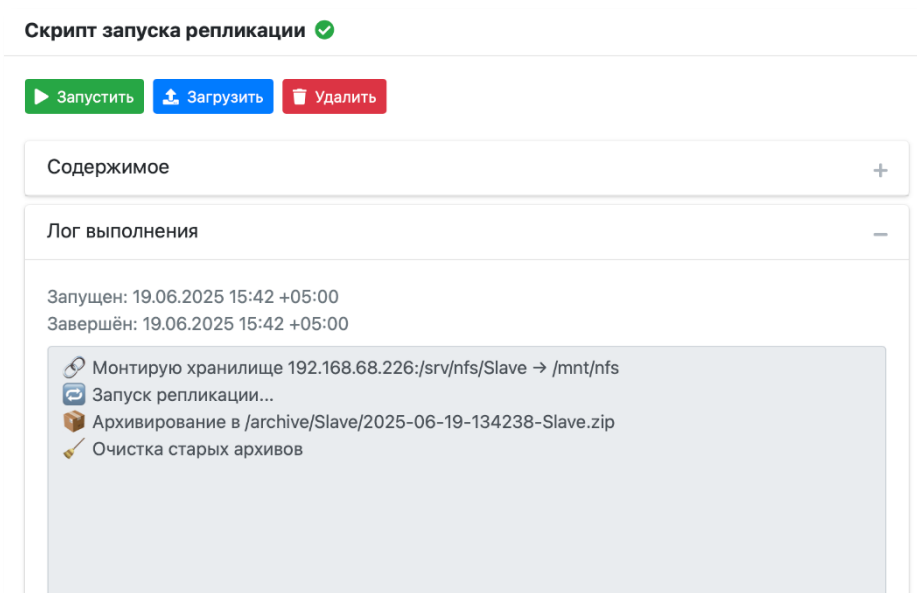 Скрипт запуска репликации
Запустить Загрузить Удалить
Содержимое
Лог выполнения
Запущен: 19.06.2025 15:42 +05:00
Завершён: 19.06.2025 15:42 +05:00
🔗 Монтирую хранилище 192.168.68.226:/srv/nfs/Slave → /mnt/nfs
🔁 Запуск репликации...
📦 Архивирование в /archive/Slave/2025-06-19-134238-Slave.zip
🧹 Очистка старых архивов